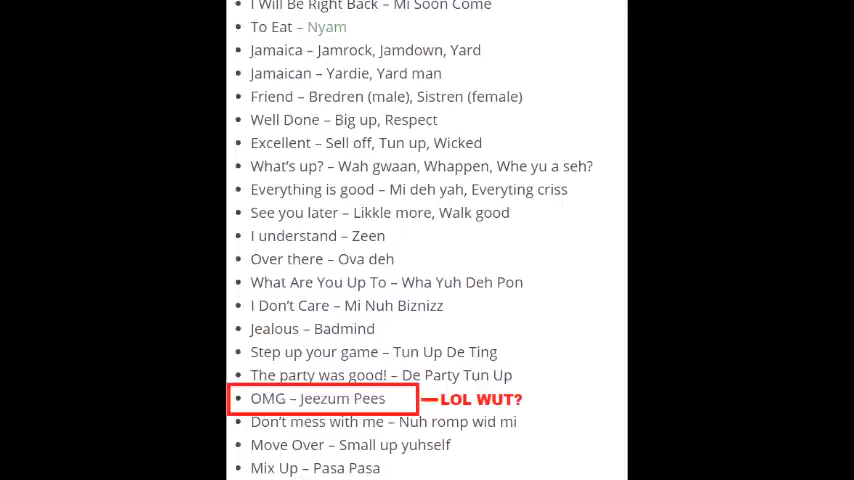 I Will Be Right Back – Mi Soon Come
To Eat – Nyam
Jamaica – Jamrock, Jamdown, Yard
Jamaican – Yardie, Yard man
Friend – Bredren (male), Sistren (female)
Well Done – Big up, Respect
Excellent – Sell off, Tun up, Wicked
What's up? – Wah gwaan, Whappen, Whe yu a seh?
Everything is good – Mi deh yah, Everyting criss
See you later – Likkle more, Walk good
I understand – Zeen
Over there – Ova deh
What Are You Up To – Wha Yuh Deh Pon
I Don't Care – Mi Nuh Biznizz
Jealous – Badmind
Step up your game – Tun Up De Ting
The party was good! – De Party Tun Up
OMG – Jeezum Pees —LOL WUT?
Don't mess with me – Nuh romp wid mi
Move Over – Small up yuhself
Mix Up – Pasa Pasa